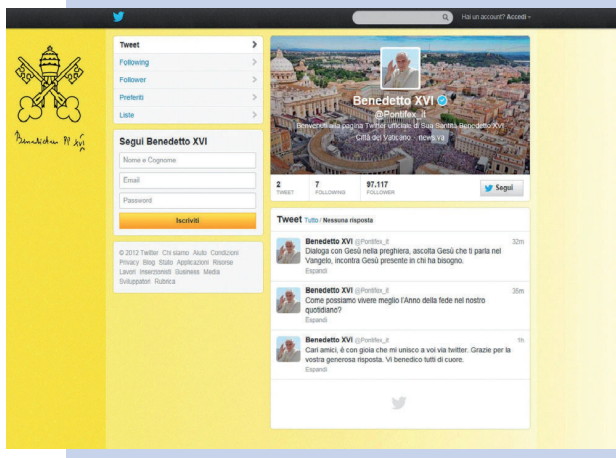 Hai un account? Accedi
Tweet
Following
Follower
Preferiti
Liste
Segui Benedetto XVI
Nome e Cognome
Email
Password
Iscriviti
© 2012 Twitter Chi siamo Aiuto Condizioni
Privacy Blog Stato Applicazioni Risorse
Lavori Inserzionisti Business Media
Sviluppatori Rubrica
Benedictus PP XVI
Benedetto XVI
@Pontifex_it
Benvenuti alla pagina Twitter ufficiale di Sua Santità Benedetto XVI
Città del Vaticano · news.va
2 TWEET
7 FOLLOWING
97.117 FOLLOWER
Segui
Tweet Tutto / Nessuna risposta
Benedetto XVI @Pontifex_it 32m
Dialoga con Gesù nella preghiera, ascolta Gesù che ti parla nel
Vangelo, incontra Gesù presente in chi ha bisogno.
Espandi
Benedetto XVI @Pontifex_it 35m
Come possiamo vivere meglio l'Anno della fede nel nostro
quotidiano?
Espandi
Benedetto XVI @Pontifex_it 1h
Cari amici, è con gioia che mi unisco a voi via twitter. Grazie per la
vostra generosa risposta. Vi benedico tutti di cuore.
Espandi